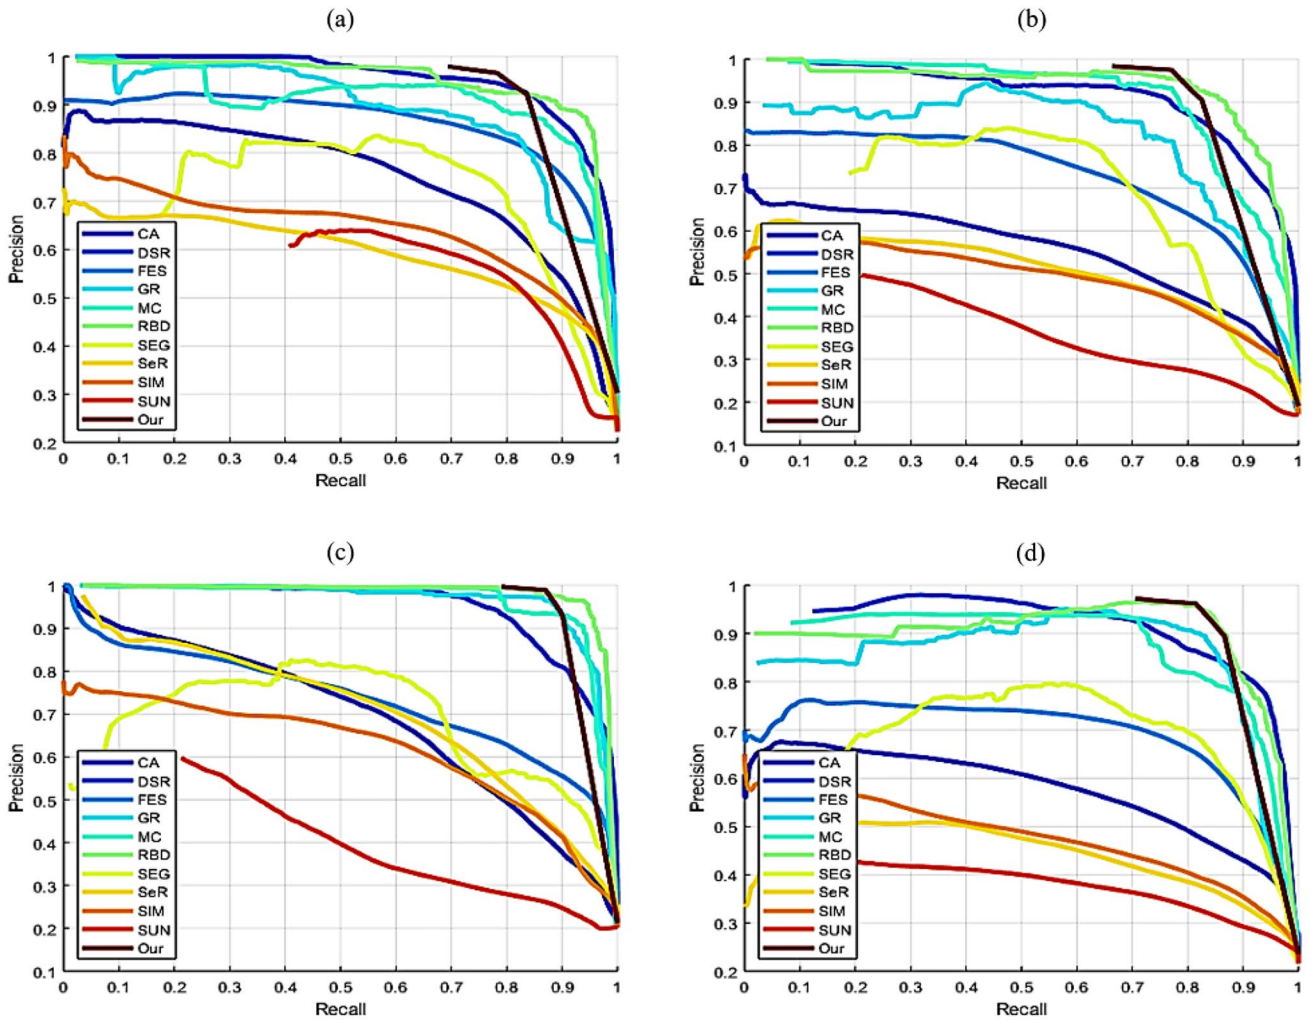 (a)
(b)
1
0.9
0.8
0.7
0.6
0.5
0.4
0.3
0.2
Precision
CA
DSR
FES
GR
MC
RBD
SEG
SeR
SIM
SUN
Our
0 0.1 0.2 0.3 0.4 0.5 0.6 0.7 0.8 0.9 1
Recall
1
0.9
0.8
0.7
0.6
0.5
0.4
0.3
0.2
0.1
Precision
CA
DSR
FES
GR
MC
RBD
SEG
SeR
SIM
SUN
Our
0 0.1 0.2 0.3 0.4 0.5 0.6 0.7 0.8 0.9 1
Recall
(c)
(d)
1
0.9
0.8
0.7
0.6
0.5
0.4
0.3
0.2
0.1
Precision
CA
DSR
FES
GR
MC
RBD
SEG
SeR
SIM
SUN
Our
0 0.1 0.2 0.3 0.4 0.5 0.6 0.7 0.8 0.9 1
Recall
1
0.9
0.8
0.7
0.6
0.5
0.4
0.3
0.2
Precision
CA
DSR
FES
GR
MC
RBD
SEG
SeR
SIM
SUN
Our
0 0.1 0.2 0.3 0.4 0.5 0.6 0.7 0.8 0.9 1
Recall